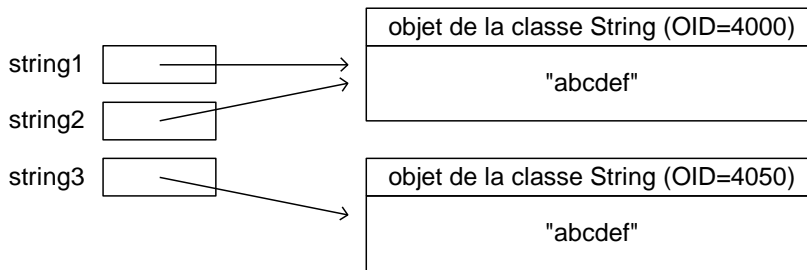 string1
string2
string3
objet de la classe String (OID=4000)
"abcdef"
objet de la classe String (OID=4050)
"abcdef"